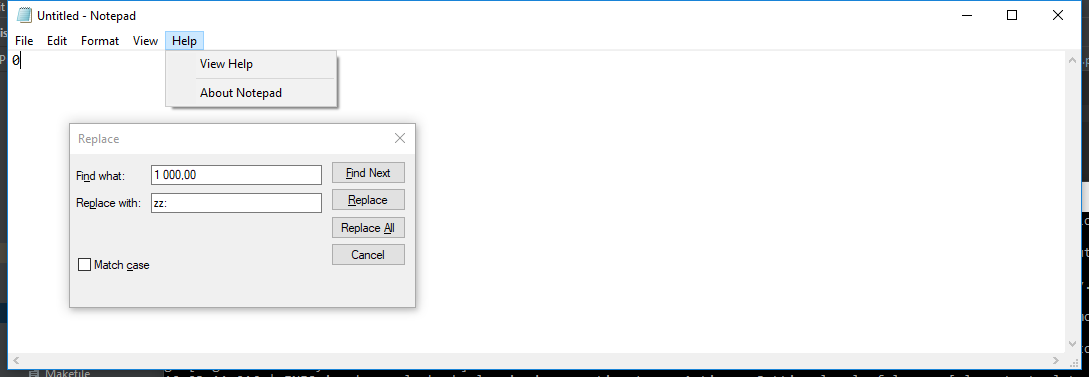 Untitled - Notepad
File Edit Format View Help
0
View Help
About Notepad
Replace
Find what: 1 000,00 Find Next
Replace with: zz: Replace
Replace All
Cancel
Match case
Makefile